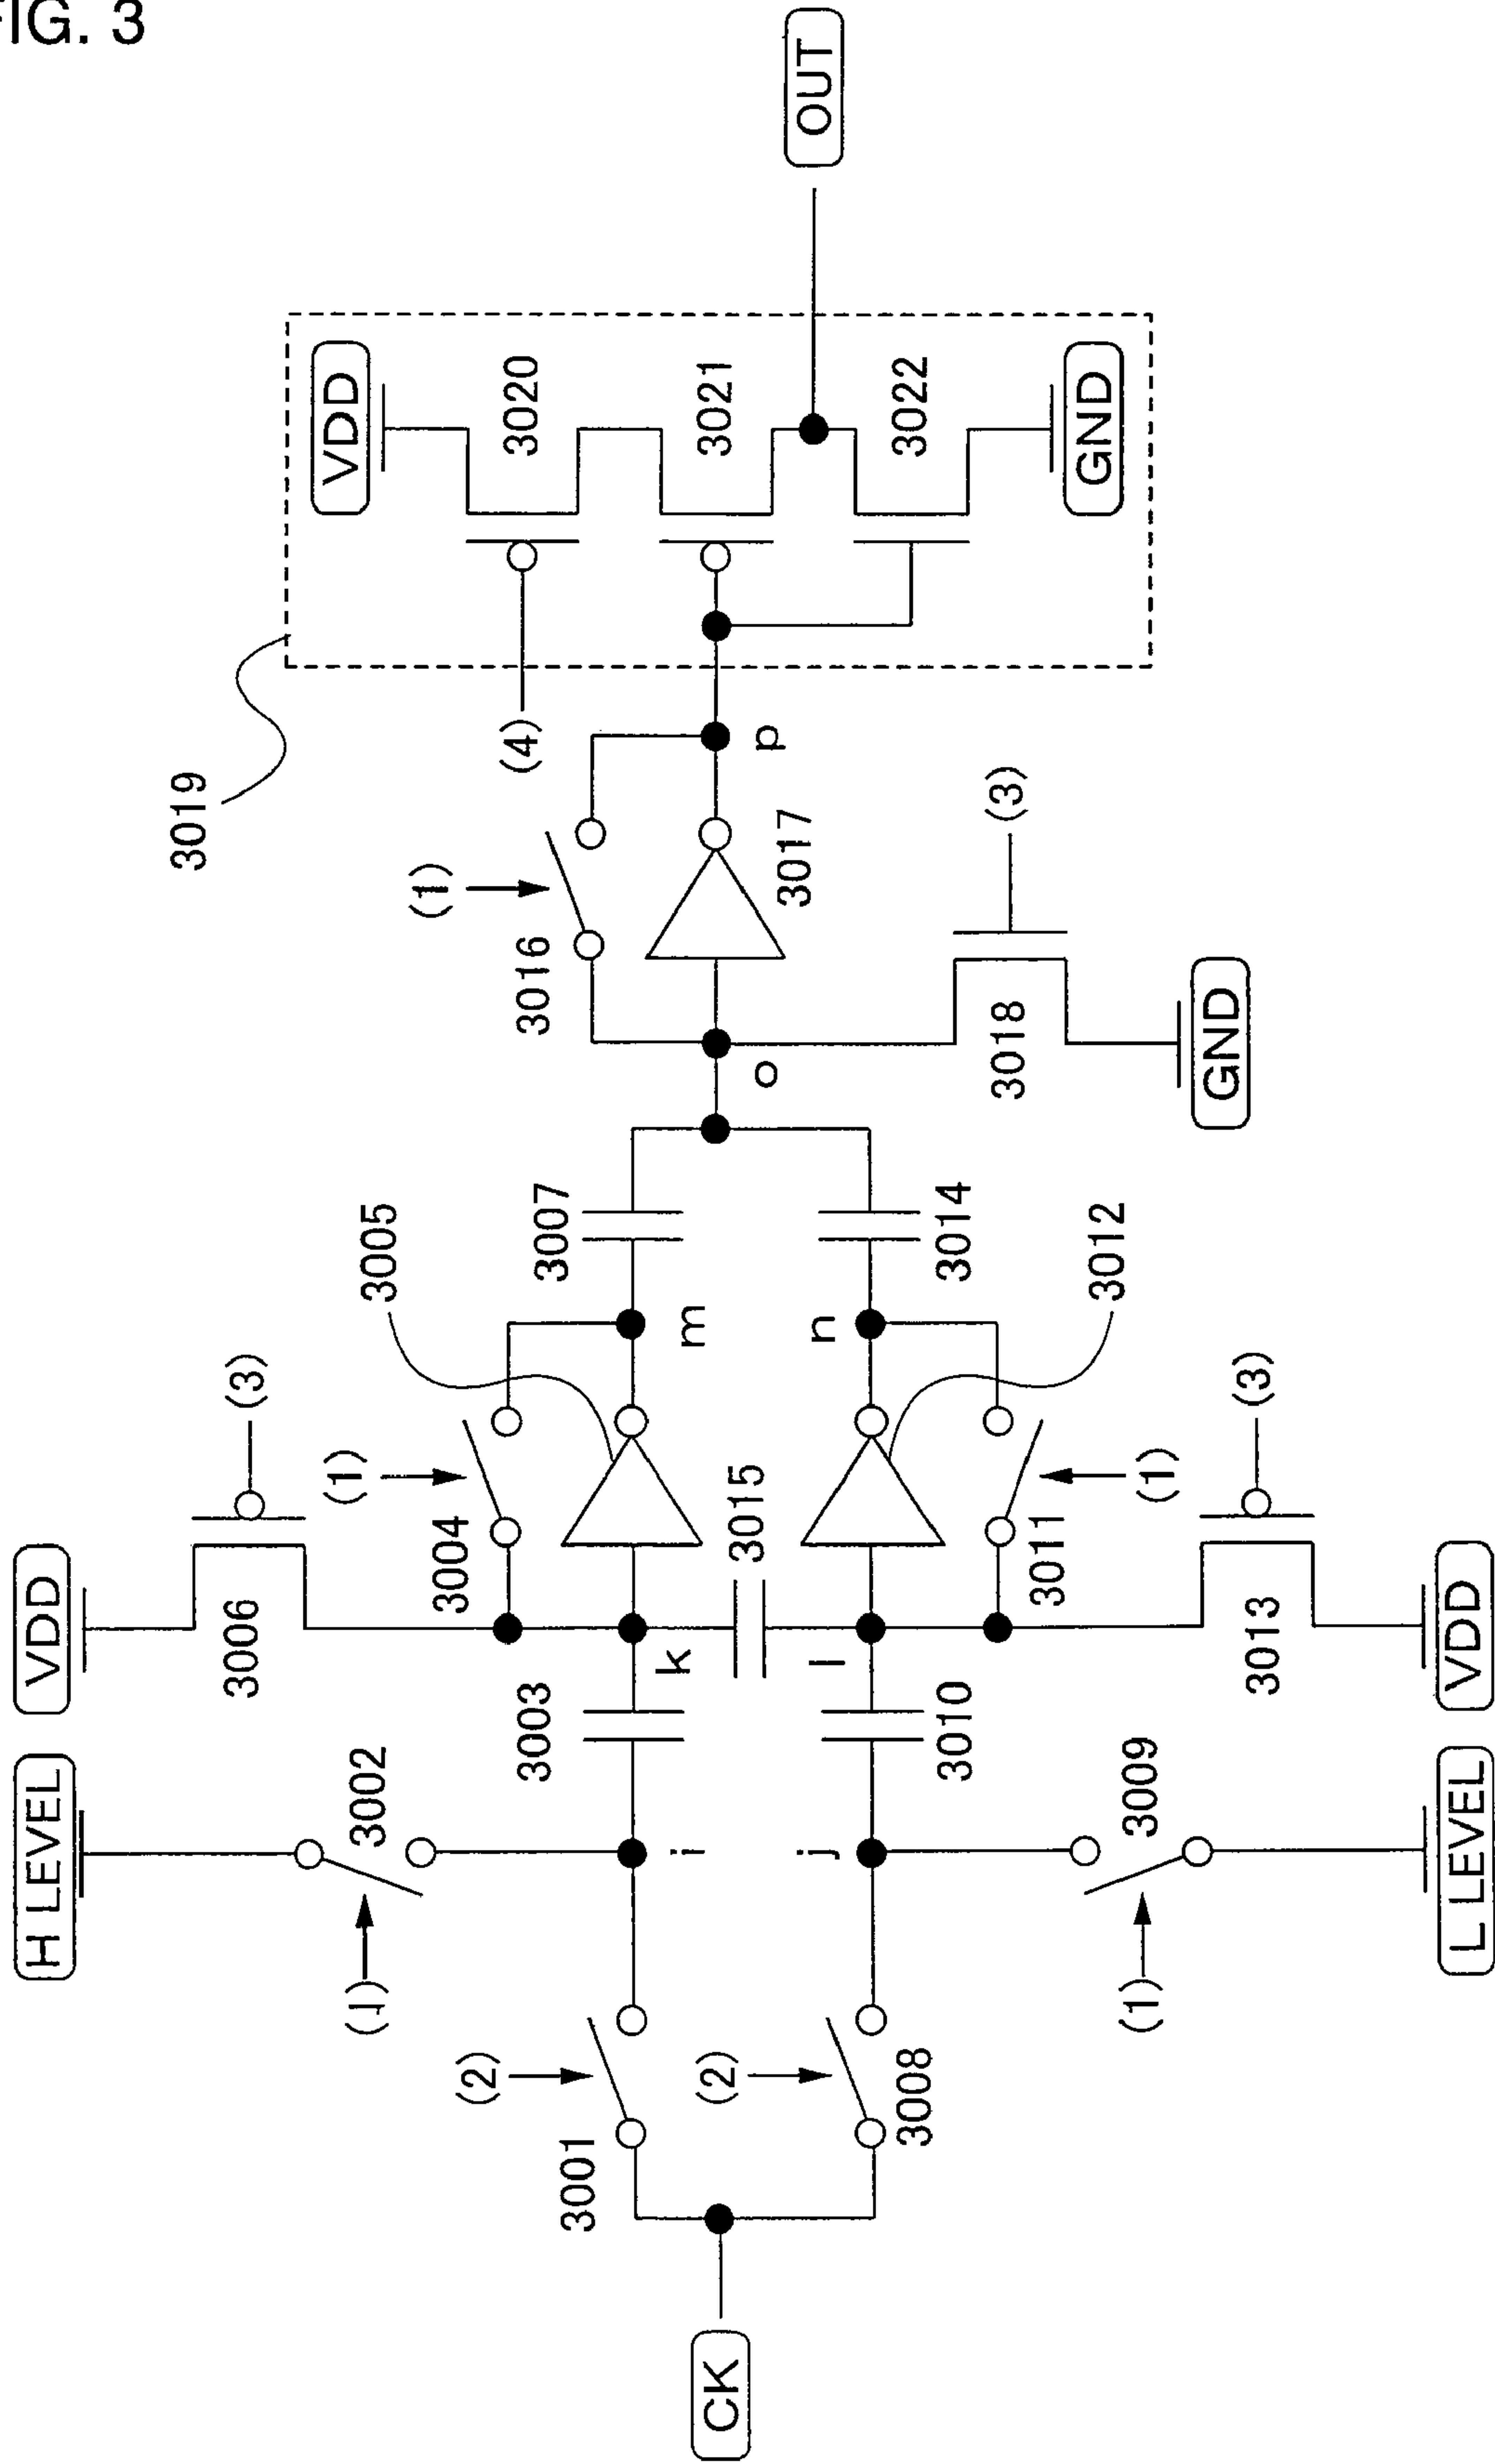 FIG. 3
H LEVEL
VDD
(1)
3002
3006
(3)
3019
(1)
3004
3005
(1)
3016
(4)
VDD
3020
(2)
3001
3003
3007
3021
OUT
i
k
m
o
p
3017
3022
CK
3015
(2)
3008
j
l
n
3010
3014
3018
(3)
GND
(1)
3009
3011
(1)
3012
3013
(3)
GND
L LEVEL
VDD